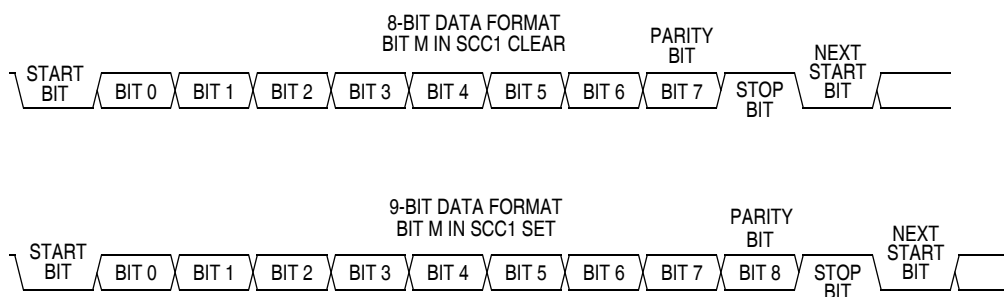 8-BIT DATA FORMAT
BIT M IN SCC1 CLEAR
PARITY
BIT
START
BIT
BIT 0
BIT 1
BIT 2
BIT 3
BIT 4
BIT 5
BIT 6
BIT 7
STOP
BIT
NEXT
START
BIT
9-BIT DATA FORMAT
BIT M IN SCC1 SET
PARITY
BIT
START
BIT
BIT 0
BIT 1
BIT 2
BIT 3
BIT 4
BIT 5
BIT 6
BIT 7
BIT 8
STOP
BIT
NEXT
START
BIT